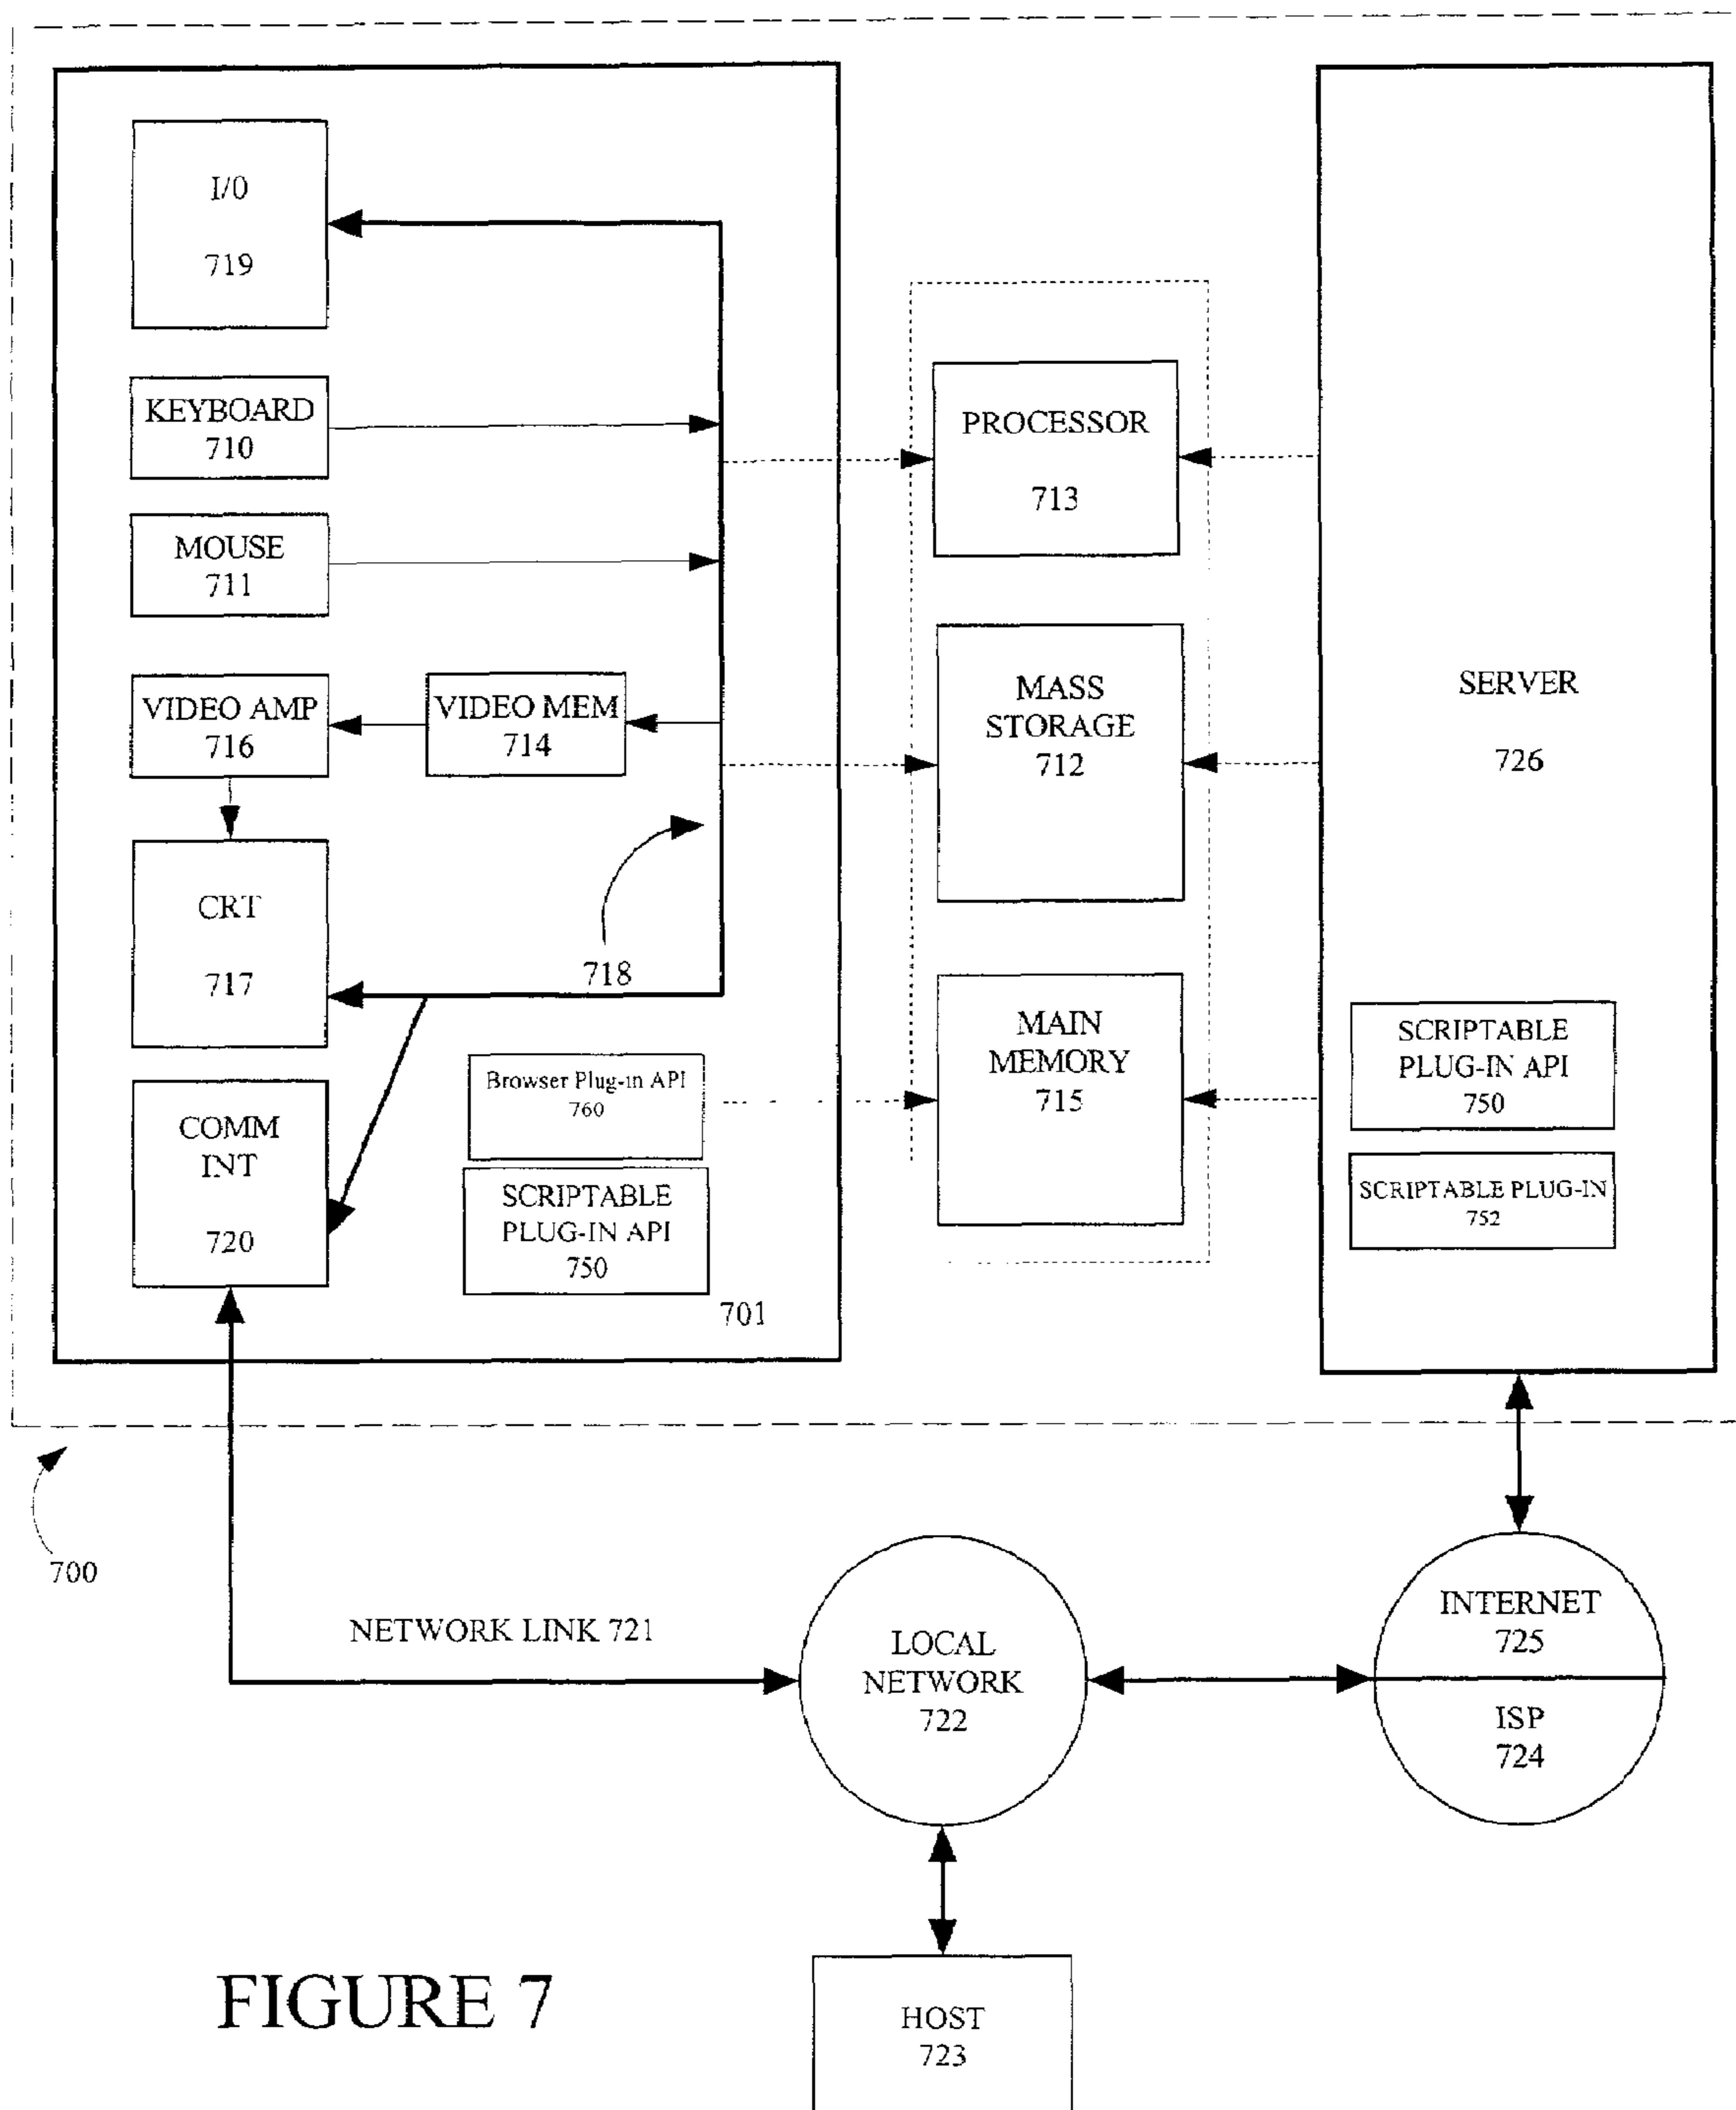 I/0
719
KEYBOARD
710
MOUSE
711
VIDEO AMP
716
VIDEO MEM
714
CRT
717
718
COMM
INT
720
Browser Plug-in API
760
SCRIPTABLE
PLUG-IN API
750
701
PROCESSOR
713
MASS
STORAGE
712
MAIN
MEMORY
715
SERVER
726
SCRIPTABLE
PLUG-IN API
750
SCRIPTABLE PLUG-IN
752
700
NETWORK LINK 721
LOCAL
NETWORK
722
INTERNET
725
ISP
724
HOST
723
FIGURE 7